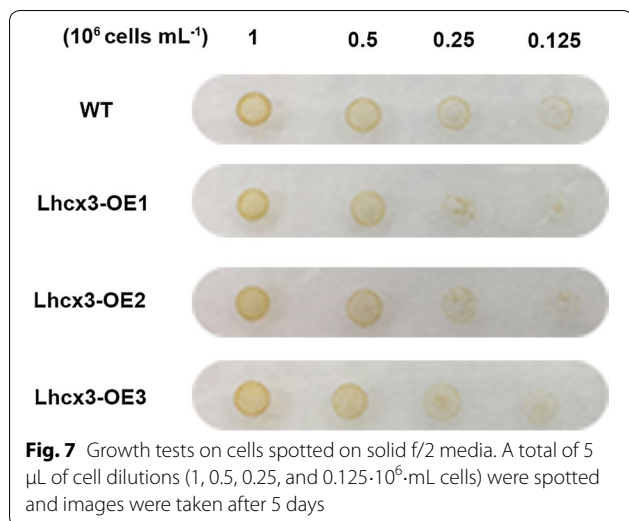 (10⁶ cells mL⁻¹) 1 0.5 0.25 0.125
WT
Lhcx3-OE1
Lhcx3-OE2
Lhcx3-OE3
Fig. 7 Growth tests on cells spotted on solid f/2 media. A total of 5
μL of cell dilutions (1, 0.5, 0.25, and 0.125·10⁶·mL cells) were spotted
and images were taken after 5 days